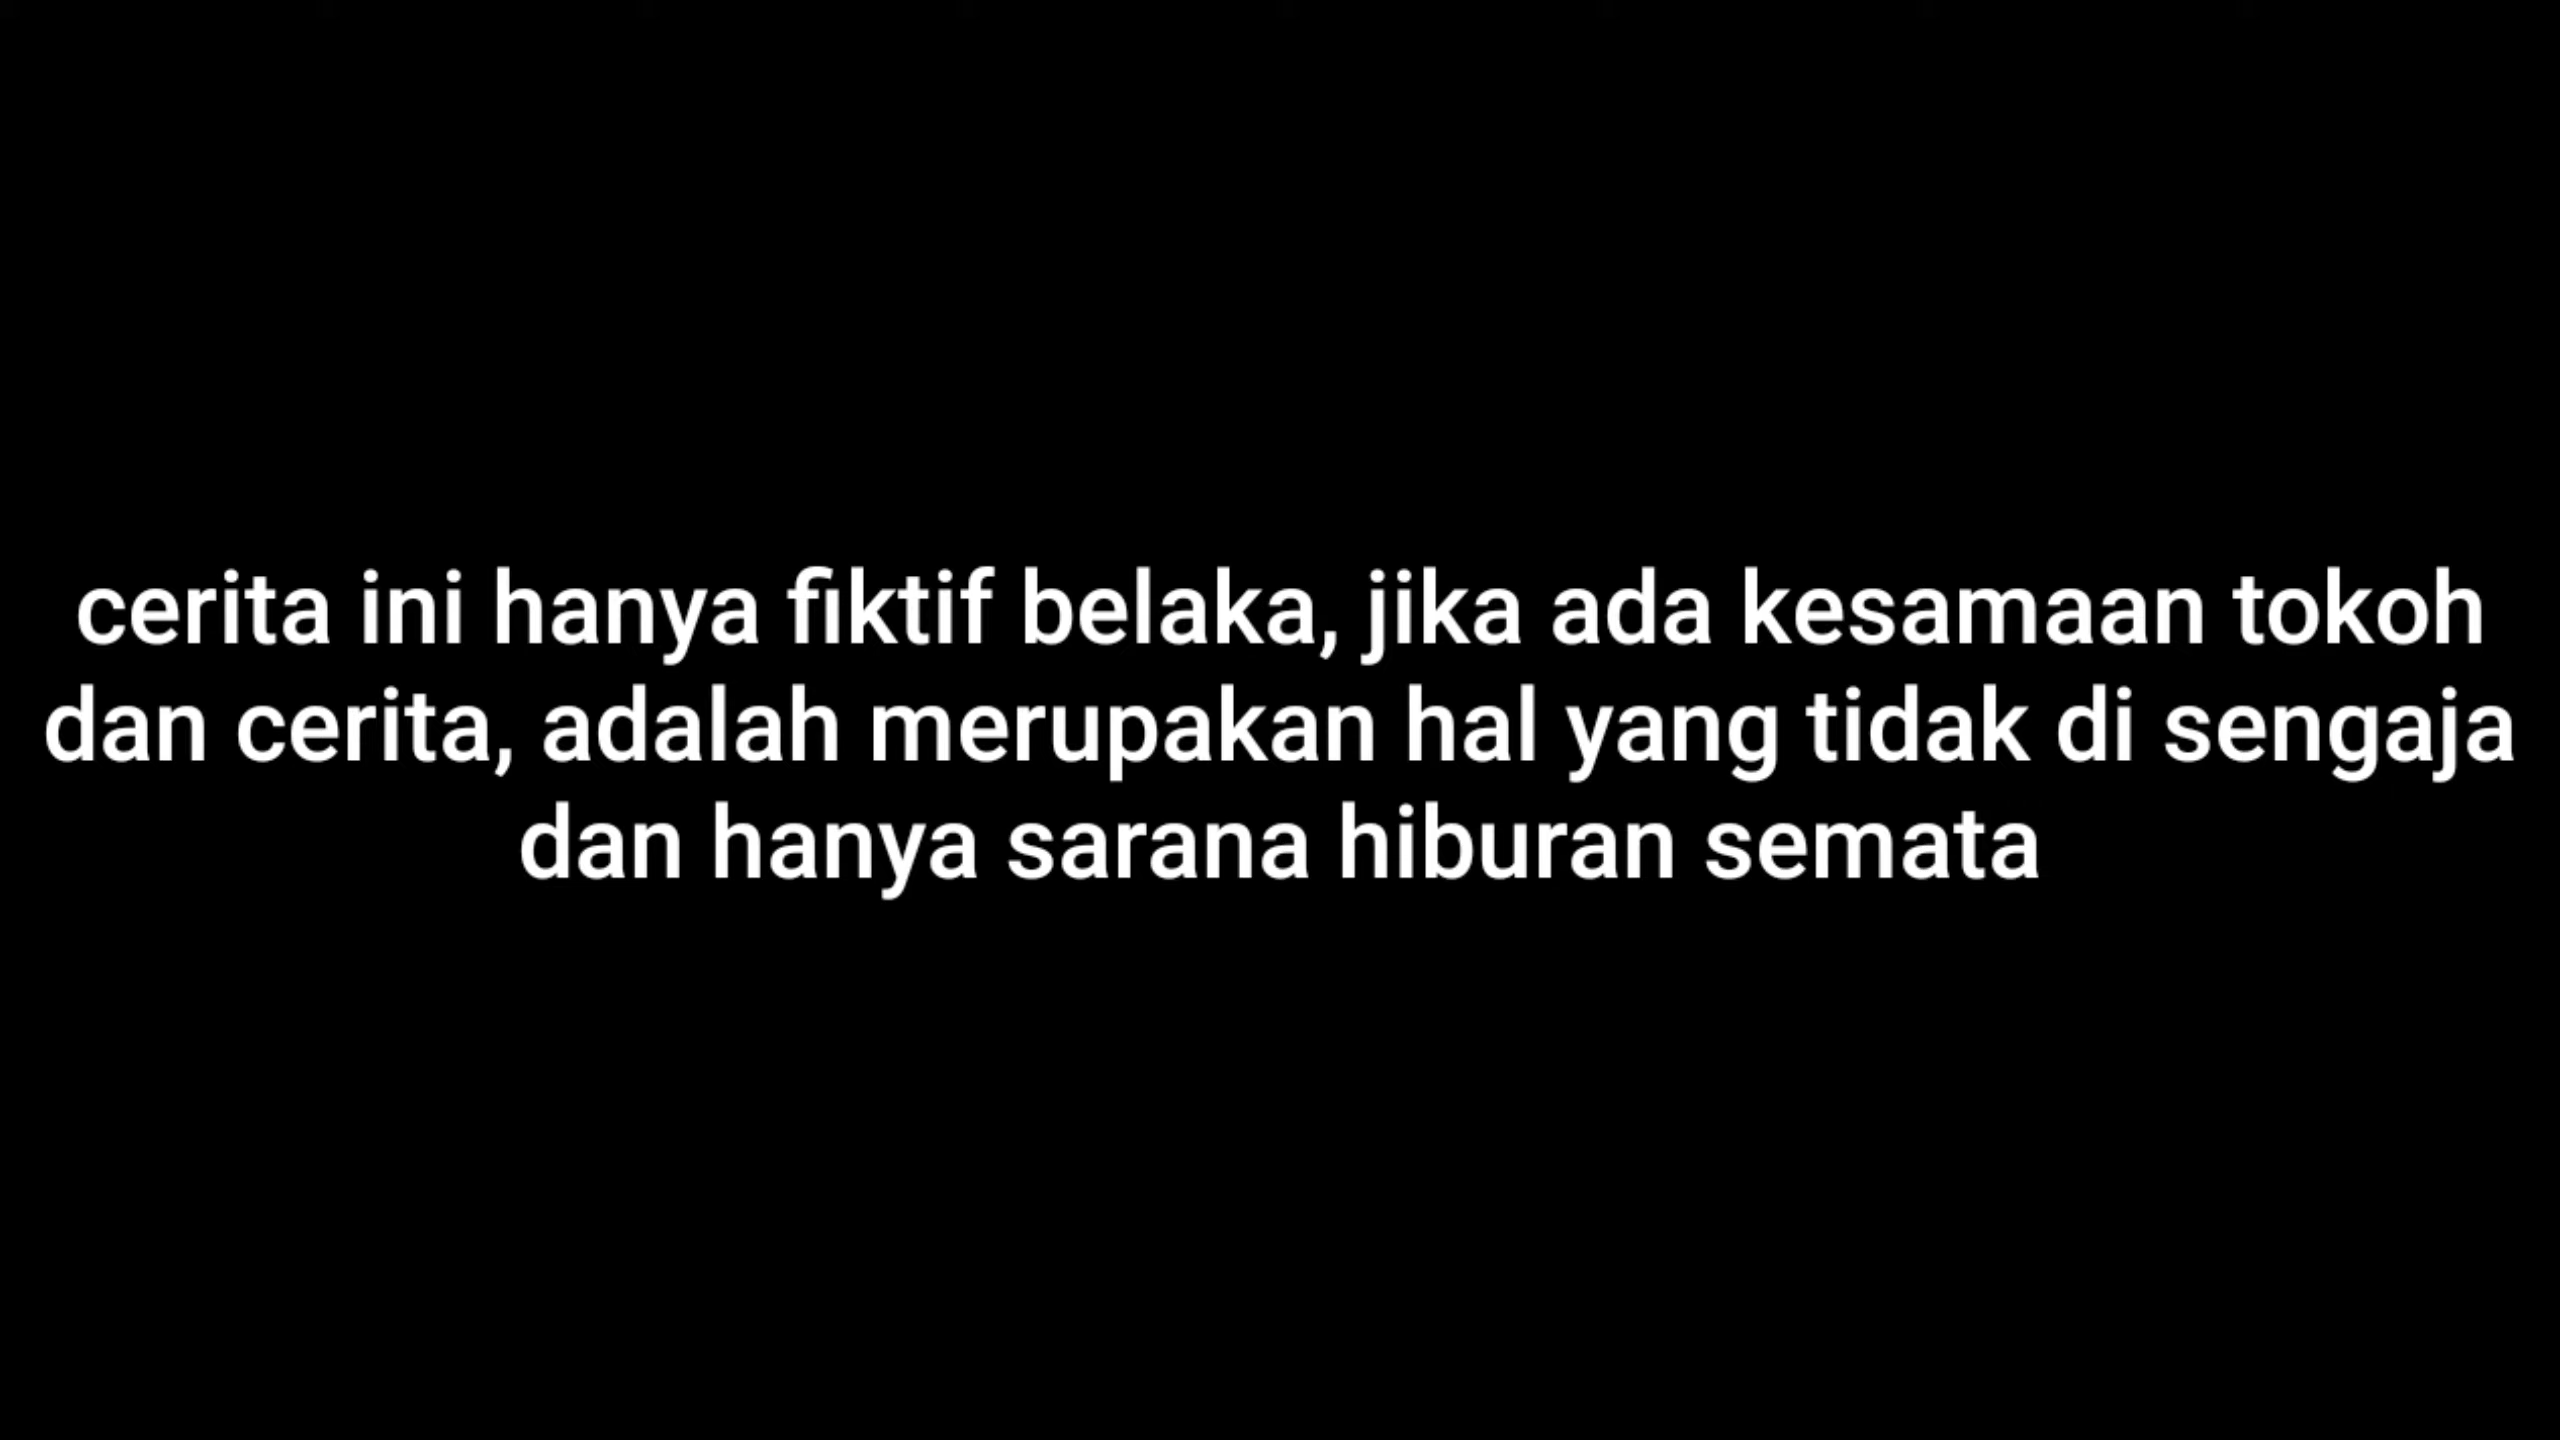 cerita ini hanya fiktif belaka, jika ada kesamaan tokoh
dan cerita, adalah merupakan hal yang tidak di sengaja
dan hanya sarana hiburan semata